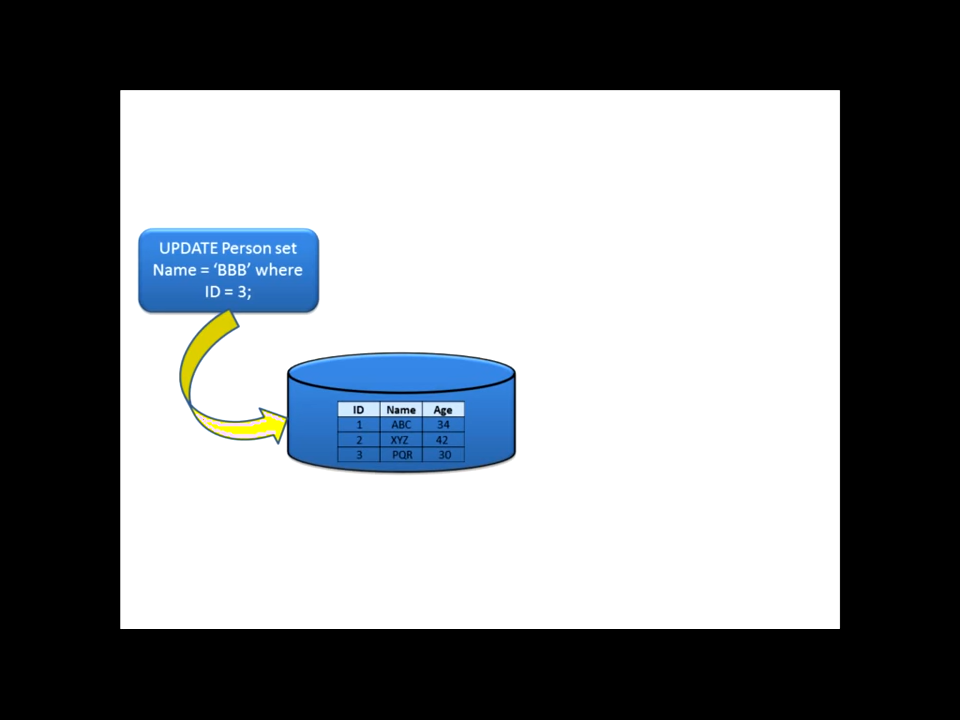 UPDATE Person set
Name = ‘BBB’ where
ID = 3;
ID Name Age
1 ABC 34
2 XYZ 42
3 PQR 30